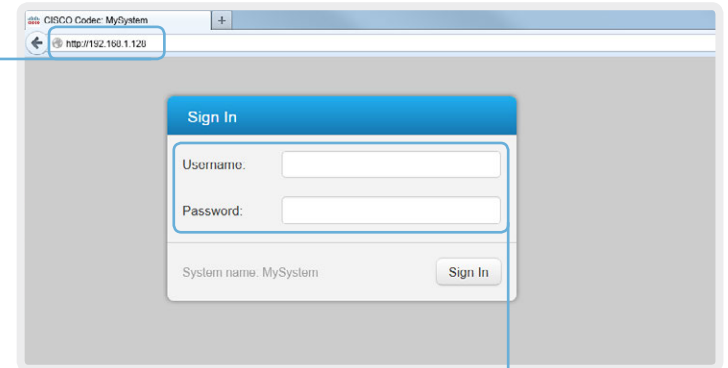 CISCO Codec: MySystem
+
http://192.168.1.128
Sign In
Username:
Password:
System name: MySystem
Sign In